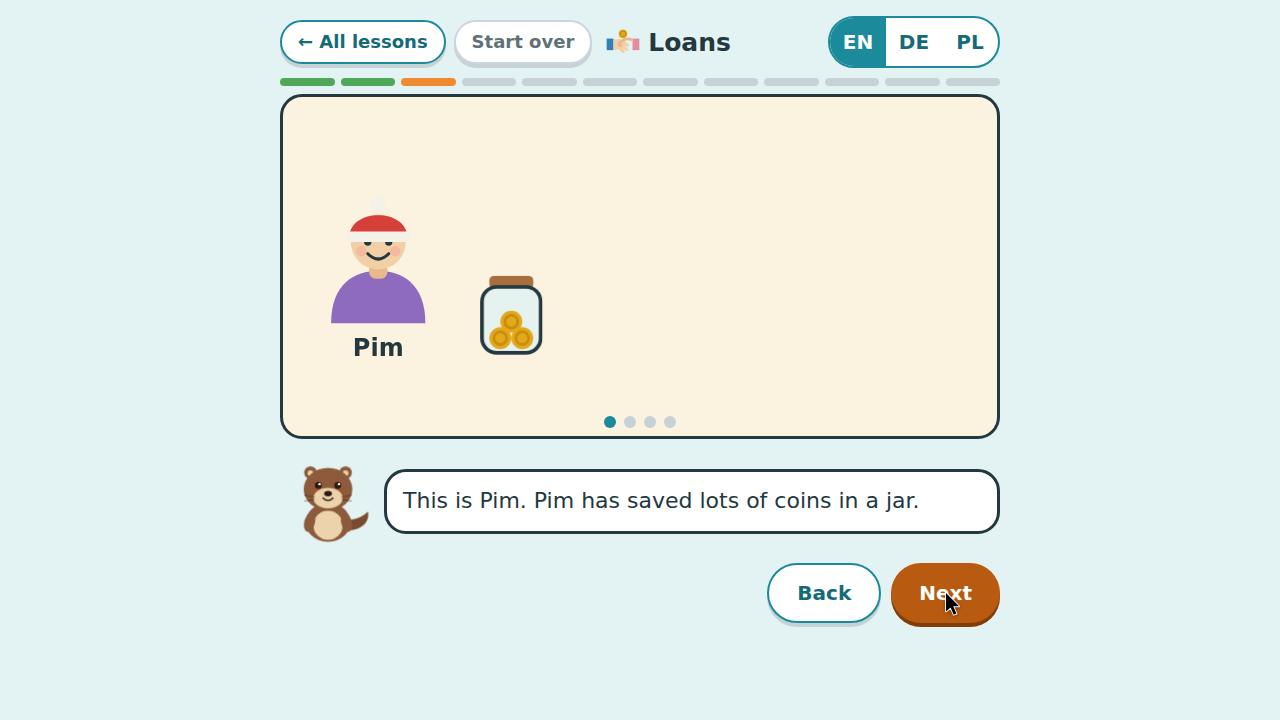 ← All lessons
Start over
Loans
EN DE PL
Pim
This is Pim. Pim has saved lots of coins in a jar.
Back
Next